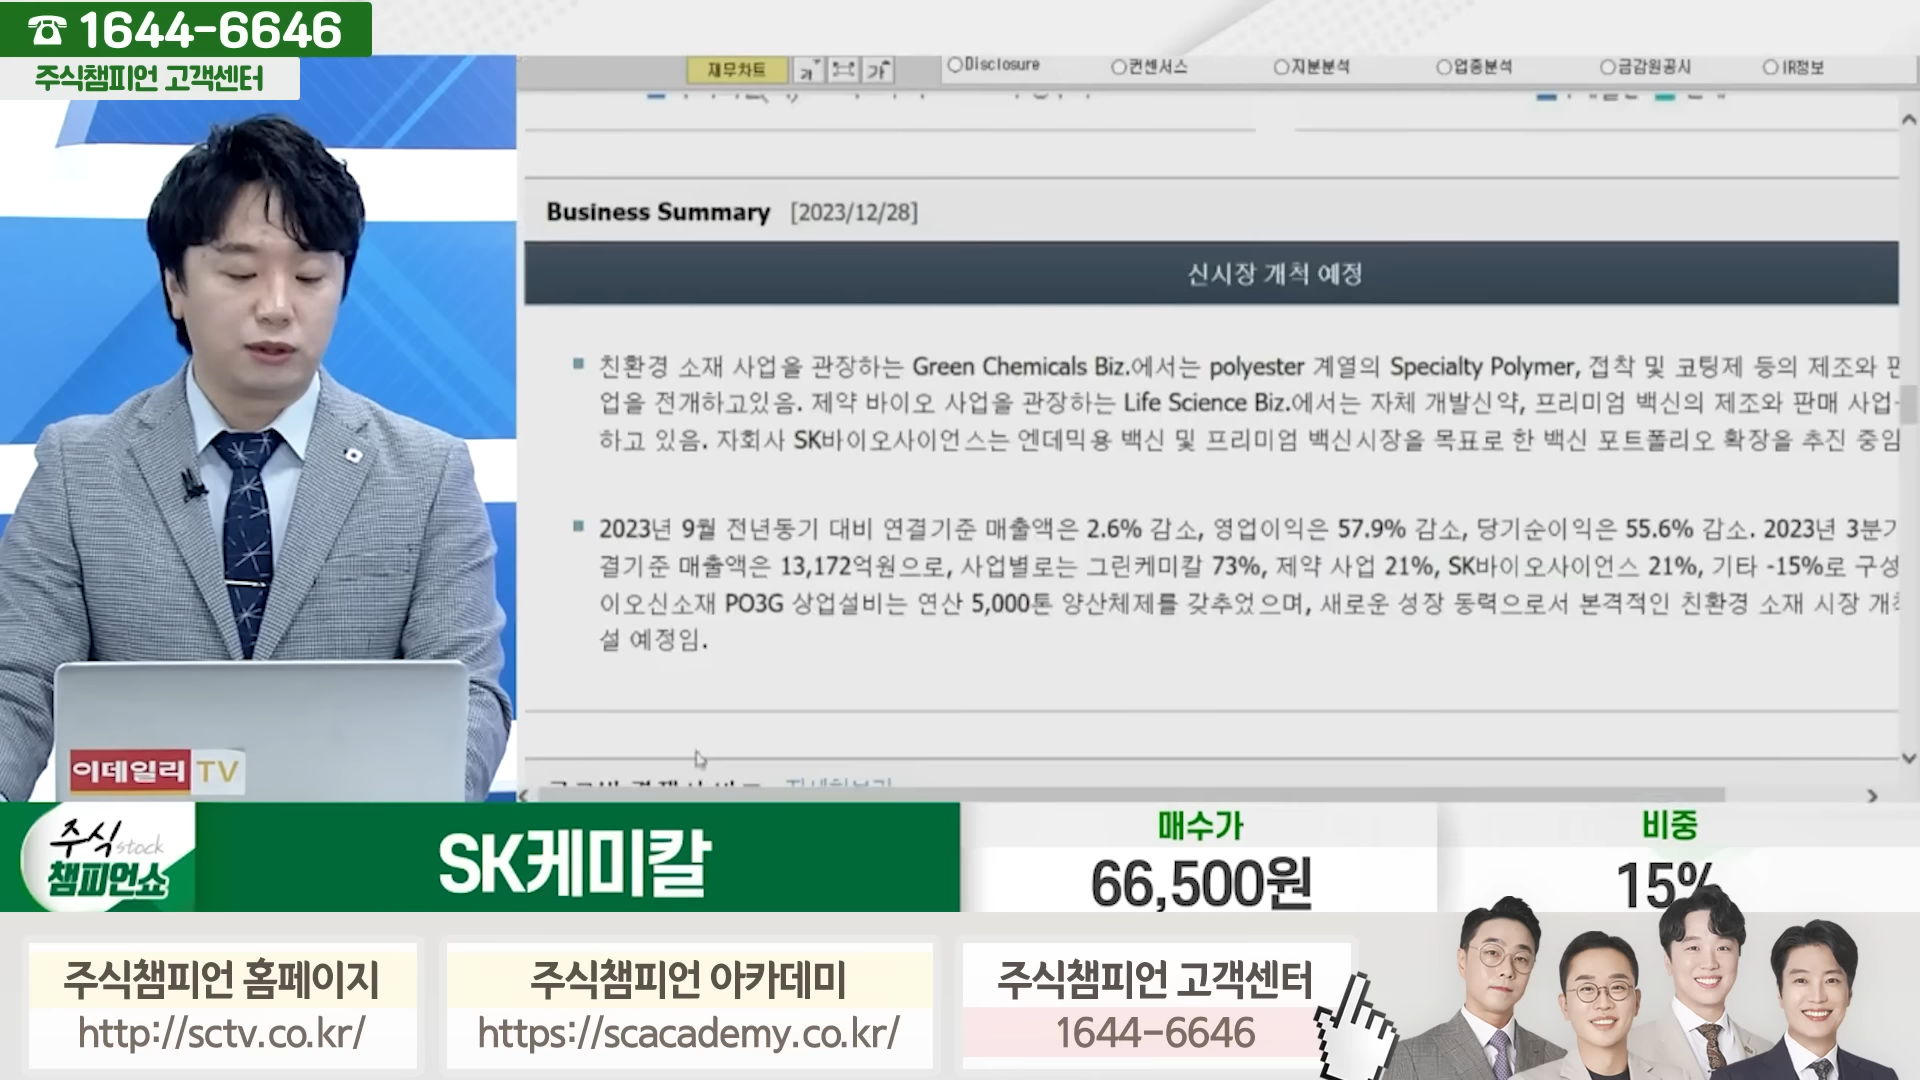 ☎ 1644-6646
주식챔피언 고객센터
재무차트 가 가 Disclosure 컨센서스 지분분석 업종분석 금감원공시 IR정보
Business Summary [2023/12/28]
신시장 개척 예정
친환경 소재 사업을 관장하는 Green Chemicals Biz.에서는 polyester 계열의 Specialty Polymer, 접착 및 코팅제 등의 제조와
업을 전개하고있음. 제약 바이오 사업을 관장하는 Life Science Biz.에서는 자체 개발신약, 프리미엄 백신의 제조와 판매 사업
하고 있음. 자회사 SK바이오사이언스는 엔데믹용 백신 및 프리미엄 백신시장을 목표로 한 백신 포트폴리오 확장을 추진 중임
2023년 9월 전년동기 대비 연결기준 매출액은 2.6% 감소, 영업이익은 57.9% 감소, 당기순이익은 55.6% 감소. 2023년 3분기
결기준 매출액은 13,172억원으로, 사업별로는 그린케미칼 73%, 제약 사업 21%, SK바이오사이언스 21%, 기타 -15%로 구성
이오신소재 PO3G 상업설비는 연산 5,000톤 양산체제를 갖추었으며, 새로운 성장 동력으로서 본격적인 친환경 소재 시장
설 예정임.
이데일리TV
주식 stock
챔피언쇼
SK케미칼
매수가
66,500원
비중
15%
주식챔피언 홈페이지
http://sctv.co.kr/
주식챔피언 아카데미
https://scacademy.co.kr/
주식챔피언 고객센터
1644-6646